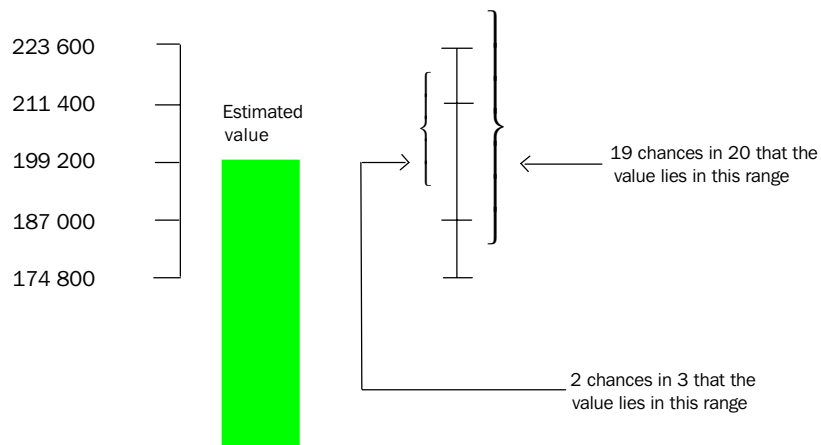 223 600
211 400
199 200
187 000
174 800
Estimated
value
19 chances in 20 that the
value lies in this range
2 chances in 3 that the
value lies in this range